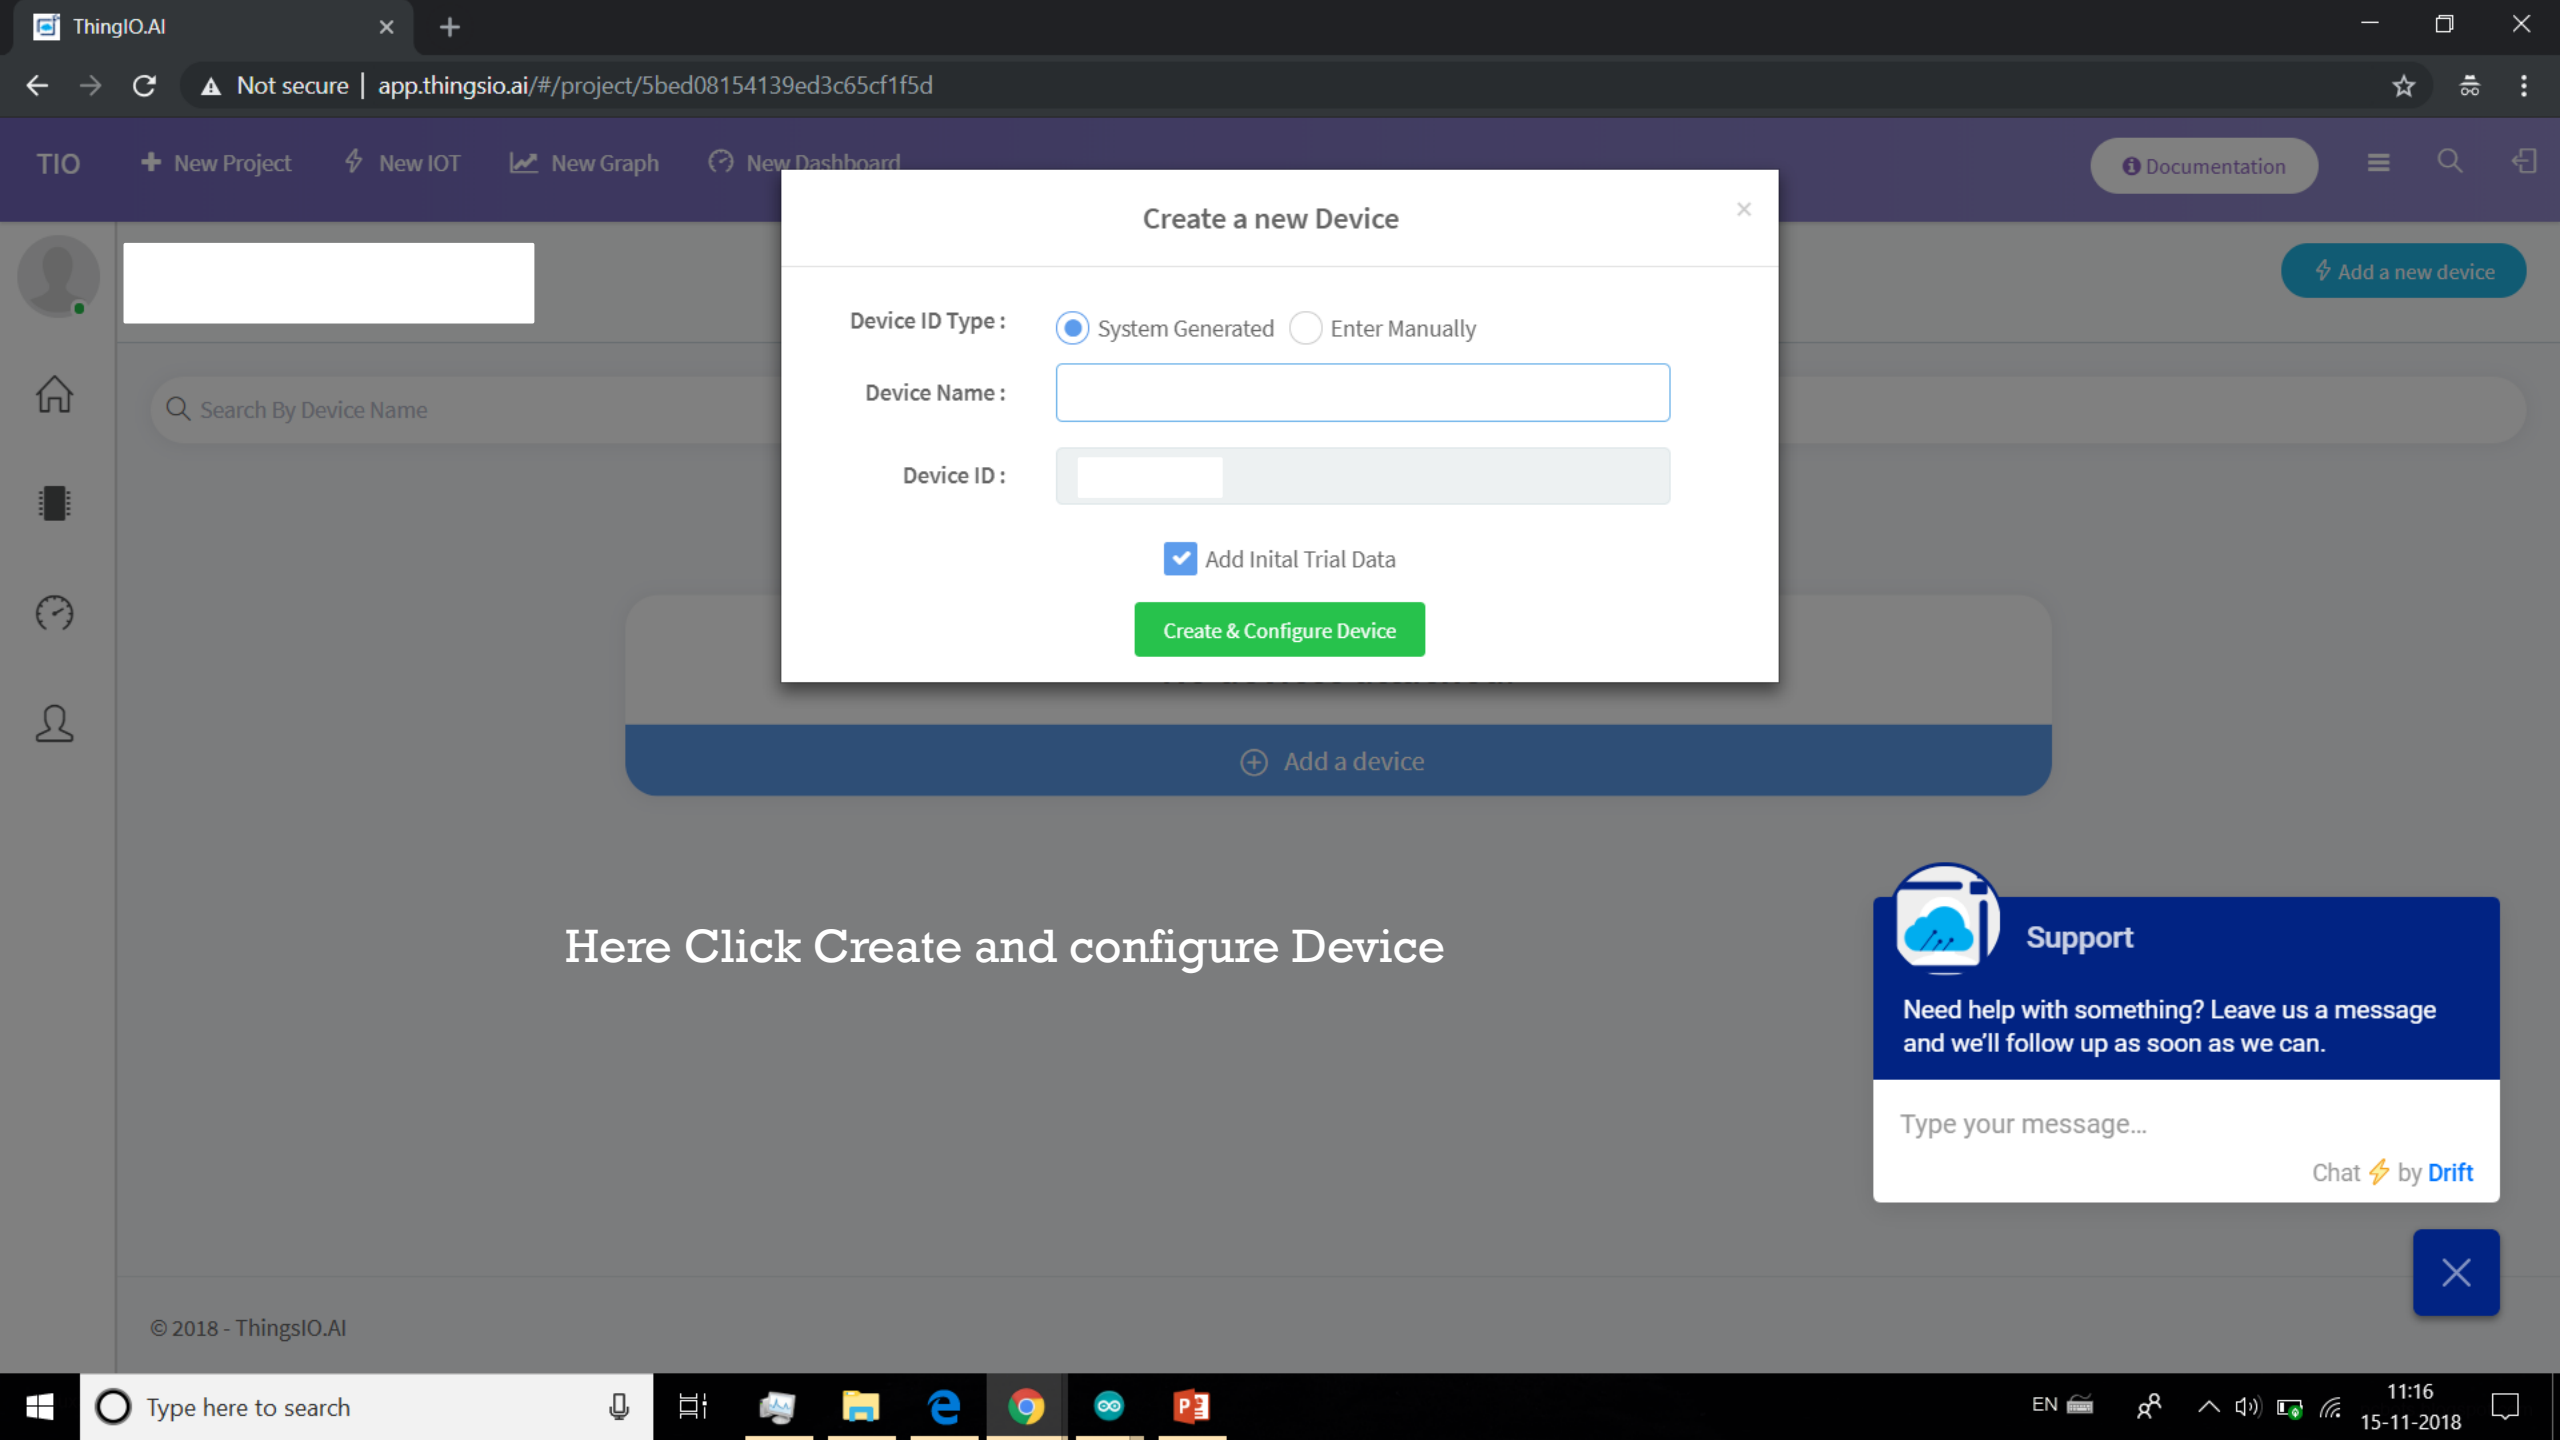 ThingIO.AI
Not secure | app.thingsio.ai/#/project/5bed08154139ed3c65cf1f5d
TIO
New Project
New IOT
New Graph
New Dashboard
Documentation
Create a new Device
×
Add a new device
Device ID Type :
System Generated
Enter Manually
Device Name :
Search By Device Name
Device ID :
Add Inital Trial Data
Create & Configure Device
Add a device
Here Click Create and configure Device
Support
Need help with something? Leave us a message
and we'll follow up as soon as we can.
Type your message...
Chat ⚡ by Drift
© 2018 - ThingsIO.AI
Type here to search
EN
11:16
15-11-2018